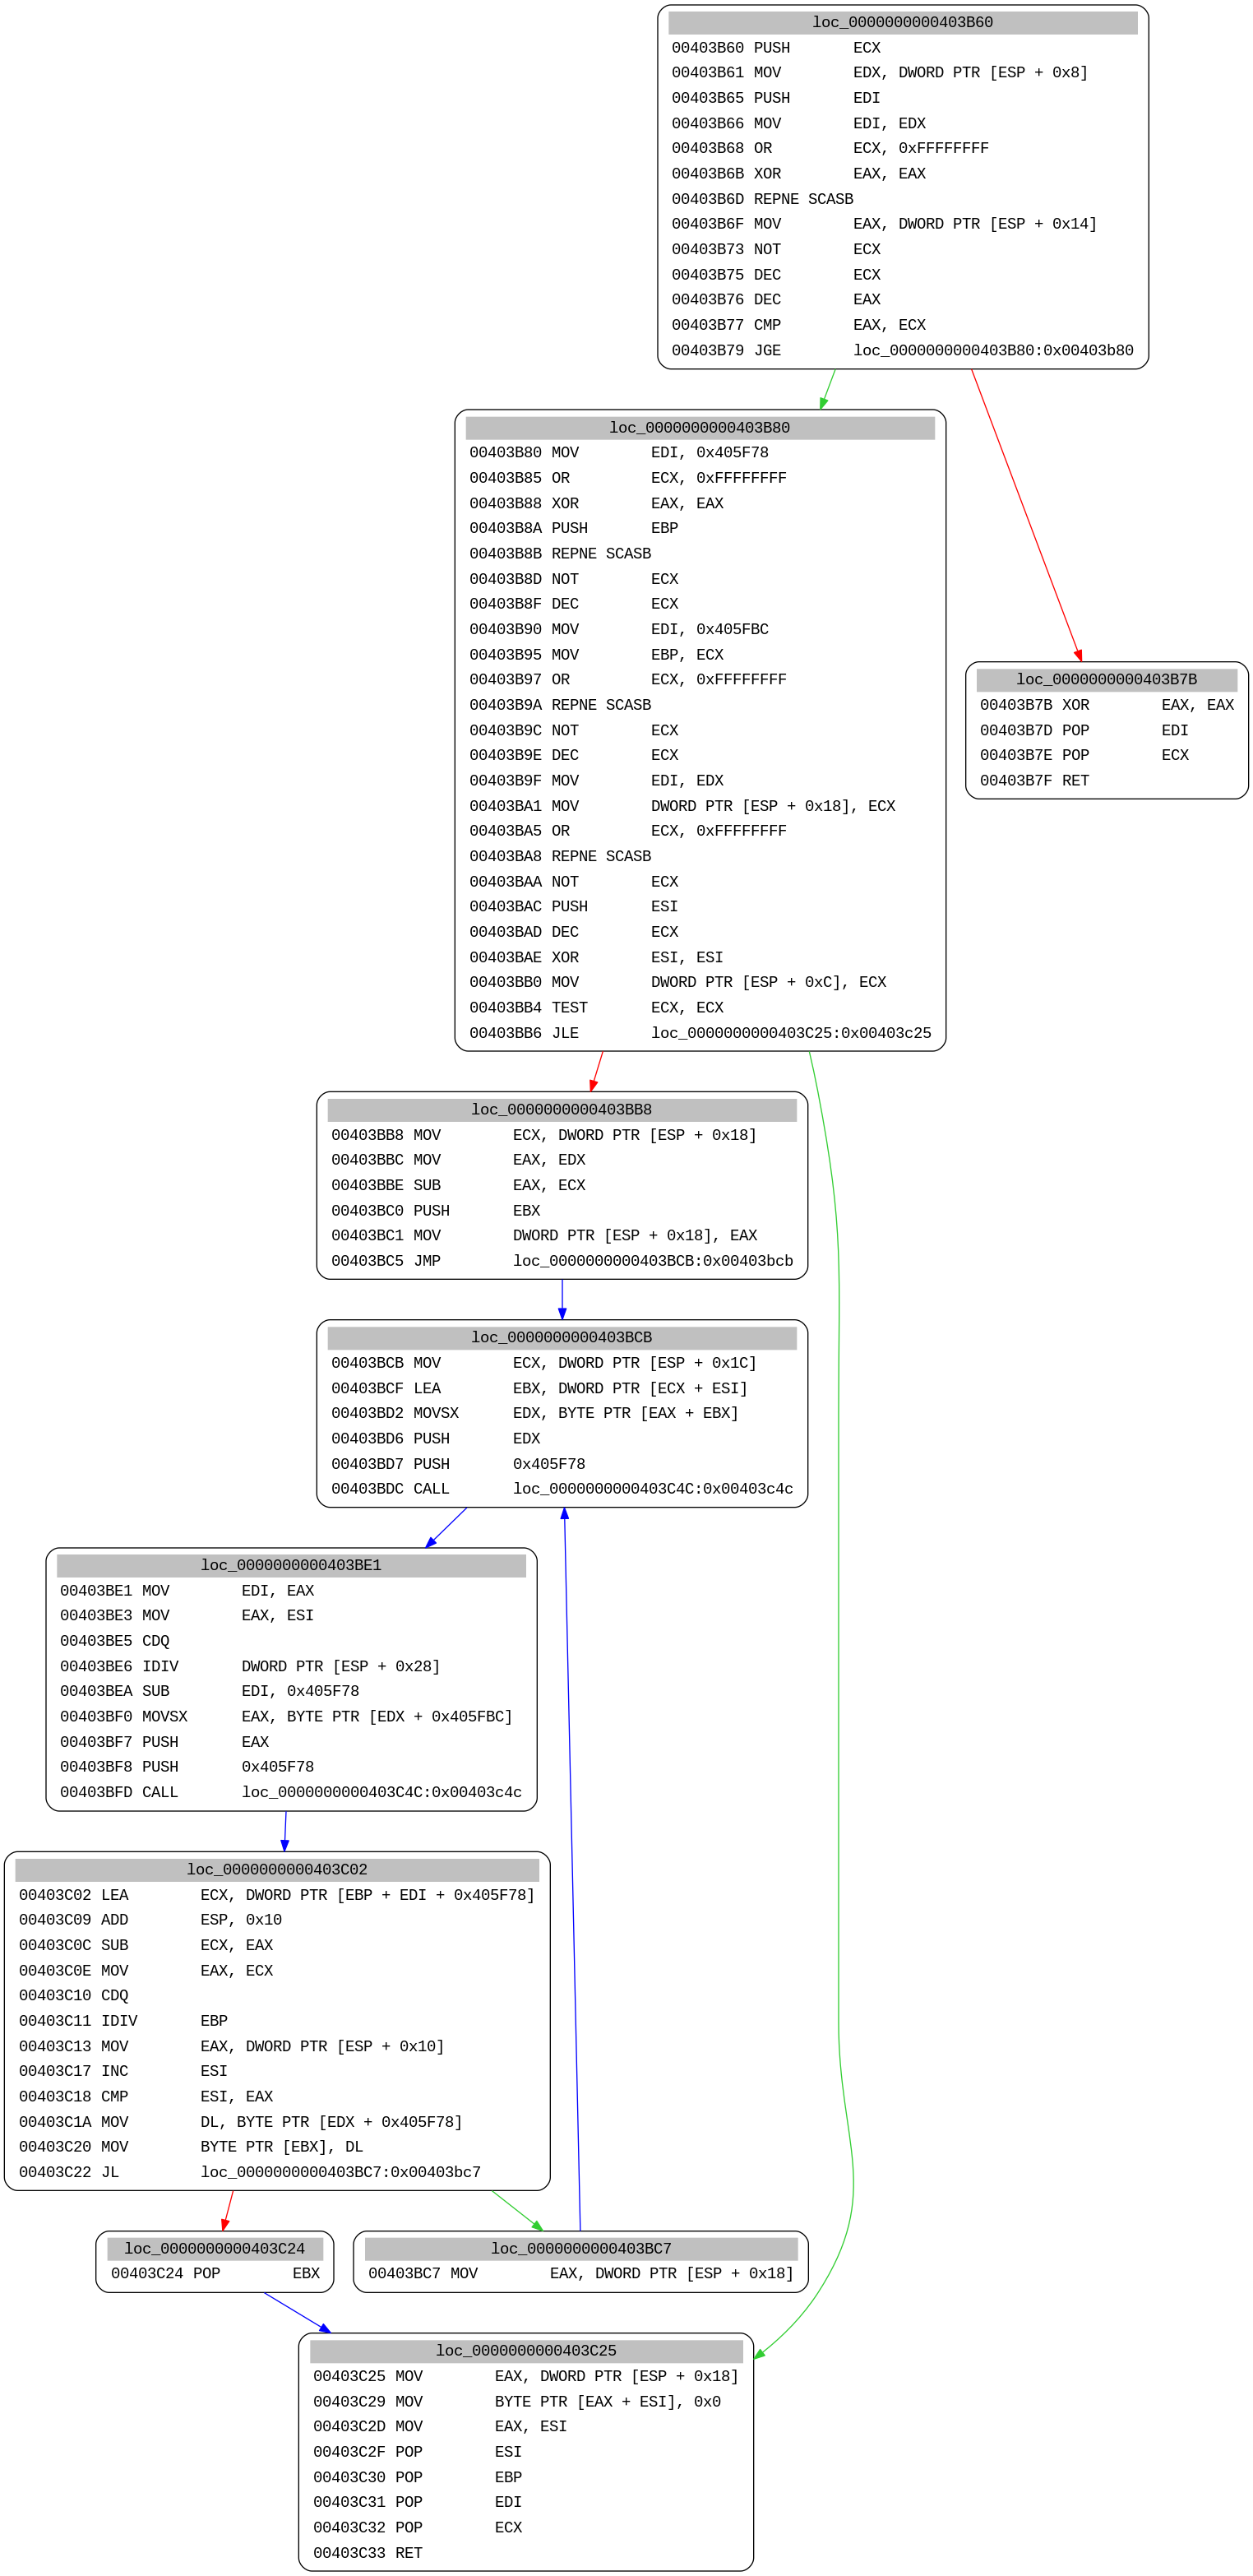 loc_0000000000403B60
00403B60 PUSH ECX
00403B61 MOV EDX, DWORD PTR [ESP + 0x8]
00403B65 PUSH EDI
00403B66 MOV EDI, EDX
00403B68 OR ECX, 0xFFFFFFFF
00403B6B XOR EAX, EAX
00403B6D REPNE SCASB
00403B6F MOV EAX, DWORD PTR [ESP + 0x14]
00403B73 NOT ECX
00403B75 DEC ECX
00403B76 DEC EAX
00403B77 CMP EAX, ECX
00403B79 JGE loc_0000000000403B80:0x00403b80
loc_0000000000403B80
00403B80 MOV EDI, 0x405F78
00403B85 OR ECX, 0xFFFFFFFF
00403B88 XOR EAX, EAX
00403B8A PUSH EBP
00403B8B REPNE SCASB
00403B8D NOT ECX
00403B8F DEC ECX
00403B90 MOV EDI, 0x405FBC
00403B95 MOV EBP, ECX
00403B97 OR ECX, 0xFFFFFFFF
00403B9A REPNE SCASB
00403B9C NOT ECX
00403B9E DEC ECX
00403B9F MOV EDI, EDX
00403BA1 MOV DWORD PTR [ESP + 0x18], ECX
00403BA5 OR ECX, 0xFFFFFFFF
00403BA8 REPNE SCASB
00403BAA NOT ECX
00403BAC PUSH ESI
00403BAD DEC ECX
00403BAE XOR ESI, ESI
00403BB0 MOV DWORD PTR [ESP + 0xC], ECX
00403BB4 TEST ECX, ECX
00403BB6 JLE loc_0000000000403C25:0x00403c25
loc_0000000000403B7B
00403B7B XOR EAX, EAX
00403B7D POP EDI
00403B7E POP ECX
00403B7F RET
loc_0000000000403BB8
00403BB8 MOV ECX, DWORD PTR [ESP + 0x18]
00403BBC MOV EAX, EDX
00403BBE SUB EAX, ECX
00403BC0 PUSH EBX
00403BC1 MOV DWORD PTR [ESP + 0x18], EAX
00403BC5 JMP loc_0000000000403BCB:0x00403bcb
loc_0000000000403BCB
00403BCB MOV ECX, DWORD PTR [ESP + 0x1C]
00403BCF LEA EBX, DWORD PTR [ECX + ESI]
00403BD2 MOVSX EDX, BYTE PTR [EAX + EBX]
00403BD6 PUSH EDX
00403BD7 PUSH 0x405F78
00403BDC CALL loc_0000000000403C4C:0x00403c4c
loc_0000000000403BE1
00403BE1 MOV EDI, EAX
00403BE3 MOV EAX, ESI
00403BE5 CDQ
00403BE6 IDIV DWORD PTR [ESP + 0x28]
00403BEA SUB EDI, 0x405F78
00403BF0 MOVSX EAX, BYTE PTR [EDX + 0x405FBC]
00403BF7 PUSH EAX
00403BF8 PUSH 0x405F78
00403BFD CALL loc_0000000000403C4C:0x00403c4c
loc_0000000000403C02
00403C02 LEA ECX, DWORD PTR [EBP + EDI + 0x405F78]
00403C09 ADD ESP, 0x10
00403C0C SUB ECX, EAX
00403C0E MOV EAX, ECX
00403C10 CDQ
00403C11 IDIV EBP
00403C13 MOV EAX, DWORD PTR [ESP + 0x10]
00403C17 INC ESI
00403C18 CMP ESI, EAX
00403C1A MOV DL, BYTE PTR [EDX + 0x405F78]
00403C20 MOV BYTE PTR [EBX], DL
00403C22 JL loc_0000000000403BC7:0x00403bc7
loc_0000000000403C24
00403C24 POP EBX
loc_0000000000403BC7
00403BC7 MOV EAX, DWORD PTR [ESP + 0x18]
loc_0000000000403C25
00403C25 MOV EAX, DWORD PTR [ESP + 0x18]
00403C29 MOV BYTE PTR [EAX + ESI], 0x0
00403C2D MOV EAX, ESI
00403C2F POP ESI
00403C30 POP EBP
00403C31 POP EDI
00403C32 POP ECX
00403C33 RET